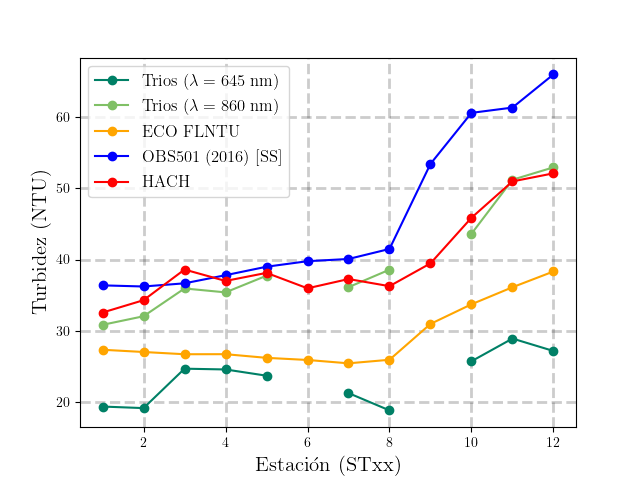 Trios (λ = 645 nm)
Trios (λ = 860 nm)
ECO FLNTU
OBS501 (2016) [SS]
HACH
Turbidez (NTU)
60
50
40
30
20
2 4 6 8 10 12
Estación (STxx)